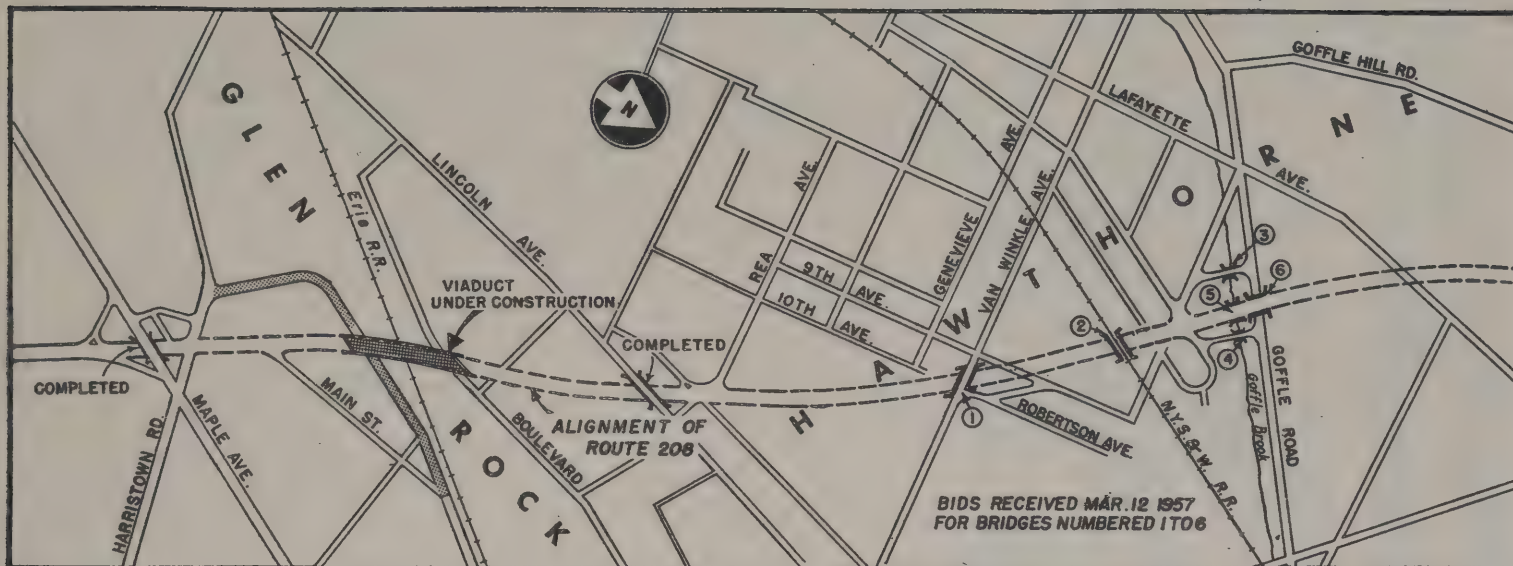 GLEN ROCK
HAWTHORNE
GOFFLE HILL RD.
LAFAYETTE AVE.
N
LINCOLN AVE.
Erie R.R.
VIADUCT
UNDER CONSTRUCTION
REA AVE.
9TH AVE.
10TH AVE.
GENEVIEVE AVE.
VAN WINKLE AVE.
3
6
5
2
4
1
COMPLETED
COMPLETED
HARRISTOWN RD.
MAPLE AVE.
MAIN ST.
BOULEVARD
ALIGNMENT OF
ROUTE 208
ROBERTSON AVE.
N.Y.S. & W. R.R.
Goffle Brook
GOFFLE ROAD
BIDS RECEIVED MAR. 12 1957
FOR BRIDGES NUMBERED 1 TO 6